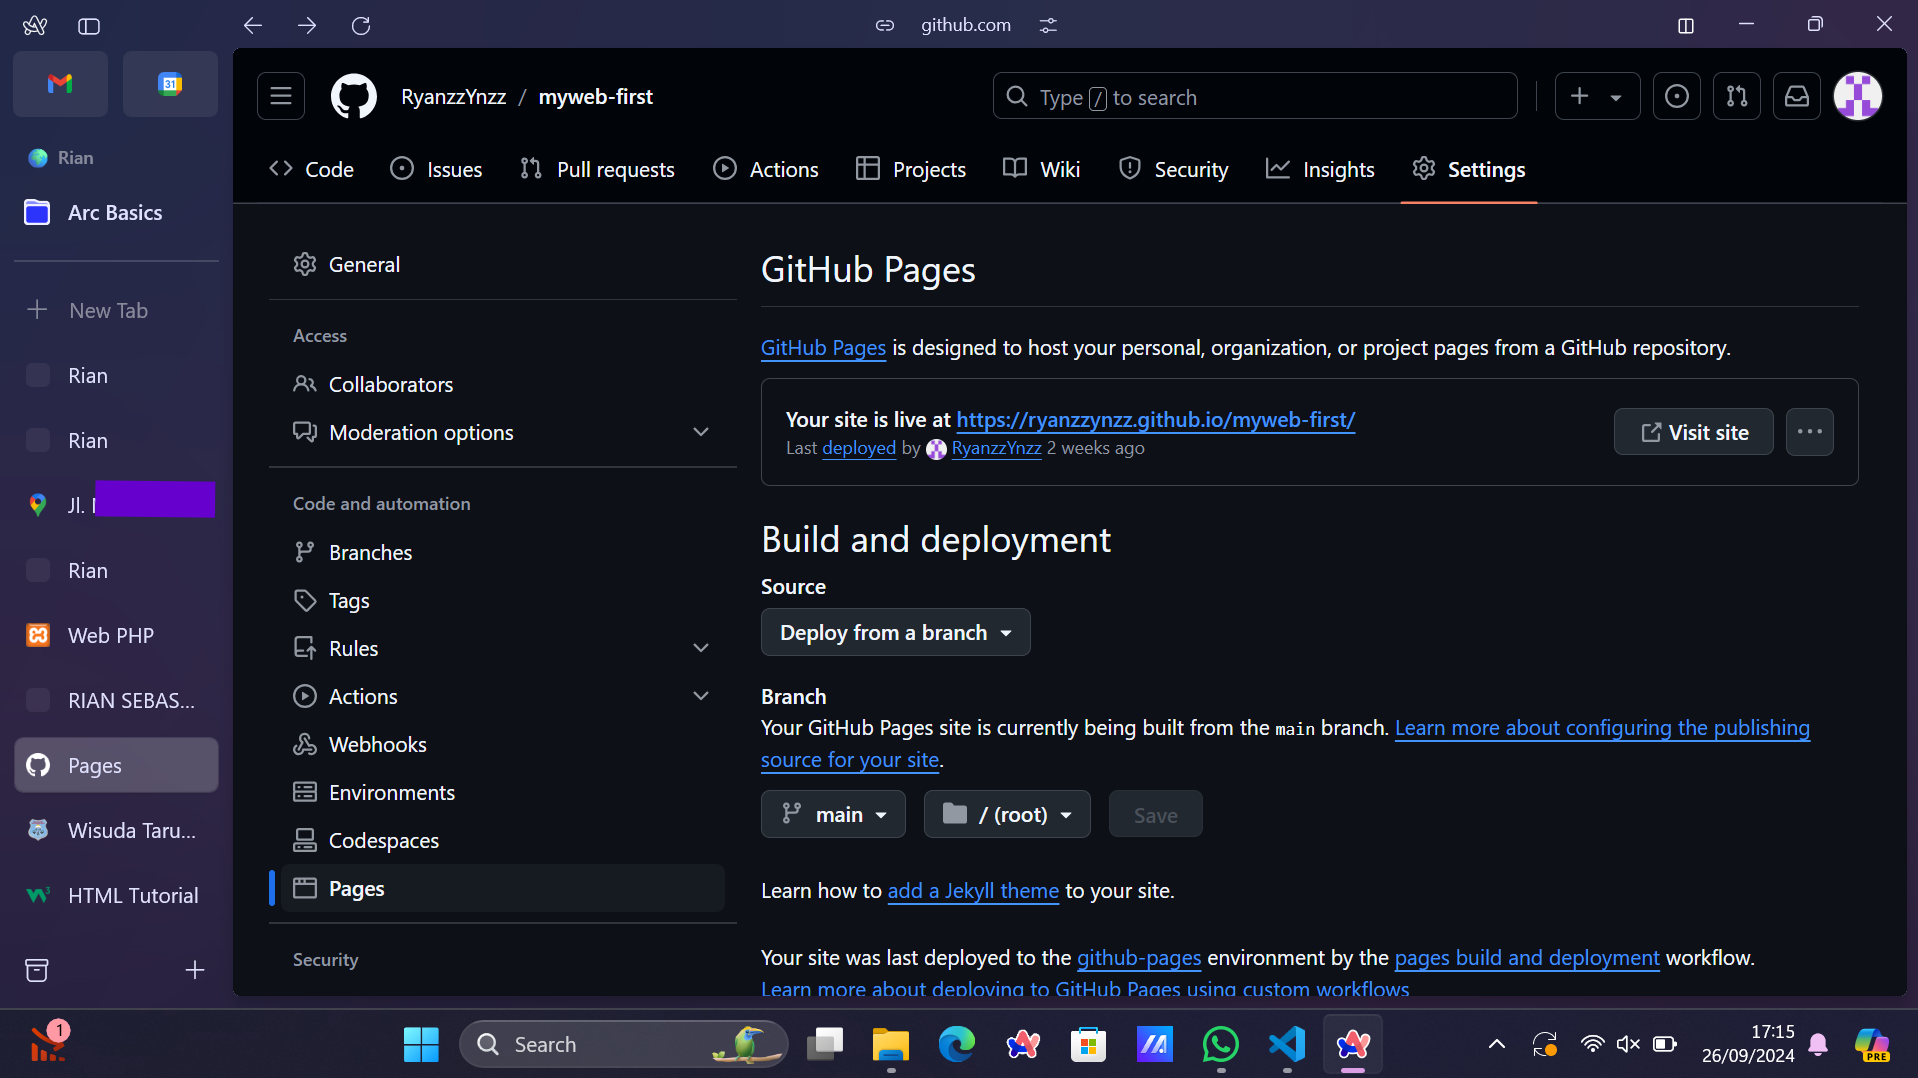 github.com
31
RyanzzYnzz / myweb-first
Type / to search
Rian
Arc Basics
New Tab
Rian
Rian
Jl.
Rian
Web PHP
RIAN SEBAS...
Pages
Wisuda Taru...
HTML Tutorial
Code
Issues
Pull requests
Actions
Projects
Wiki
Security
Insights
Settings
General
Access
Collaborators
Moderation options
Code and automation
Branches
Tags
Rules
Actions
Webhooks
Environments
Codespaces
Pages
Security
GitHub Pages
GitHub Pages is designed to host your personal, organization, or project pages from a GitHub repository.
Your site is live at https://ryanzzynzz.github.io/myweb-first/
Last deployed by RyanzzYnzz 2 weeks ago
Visit site
Build and deployment
Source
Deploy from a branch
Branch
Your GitHub Pages site is currently being built from the main branch. Learn more about configuring the publishing
source for your site.
main
/ (root)
Save
Learn how to add a Jekyll theme to your site.
Your site was last deployed to the github-pages environment by the pages build and deployment workflow.
Learn more about deploying to GitHub Pages using custom workflows
1
Search
17:15
26/09/2024
PRE